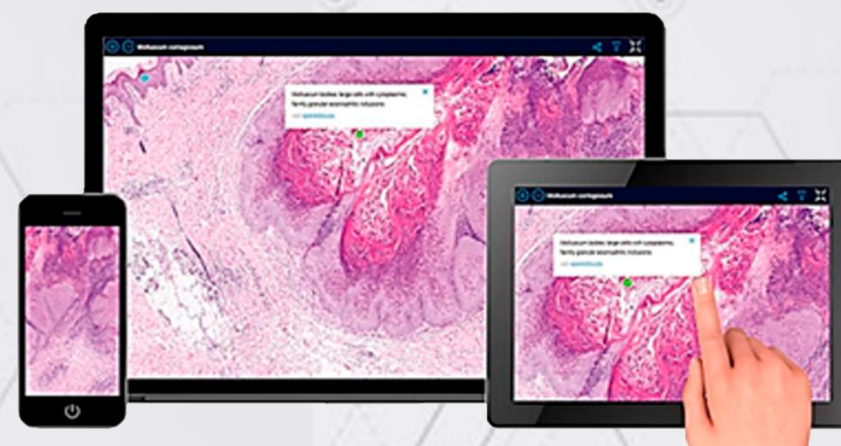 Molluscum contagiosum
Molluscum bodies: large cells with cytoplasmic,
faintly granular eosinophilic inclusions
Molluscum contagiosum
Molluscum bodies: large cells with cytoplasmic,
faintly granular eosinophilic inclusions